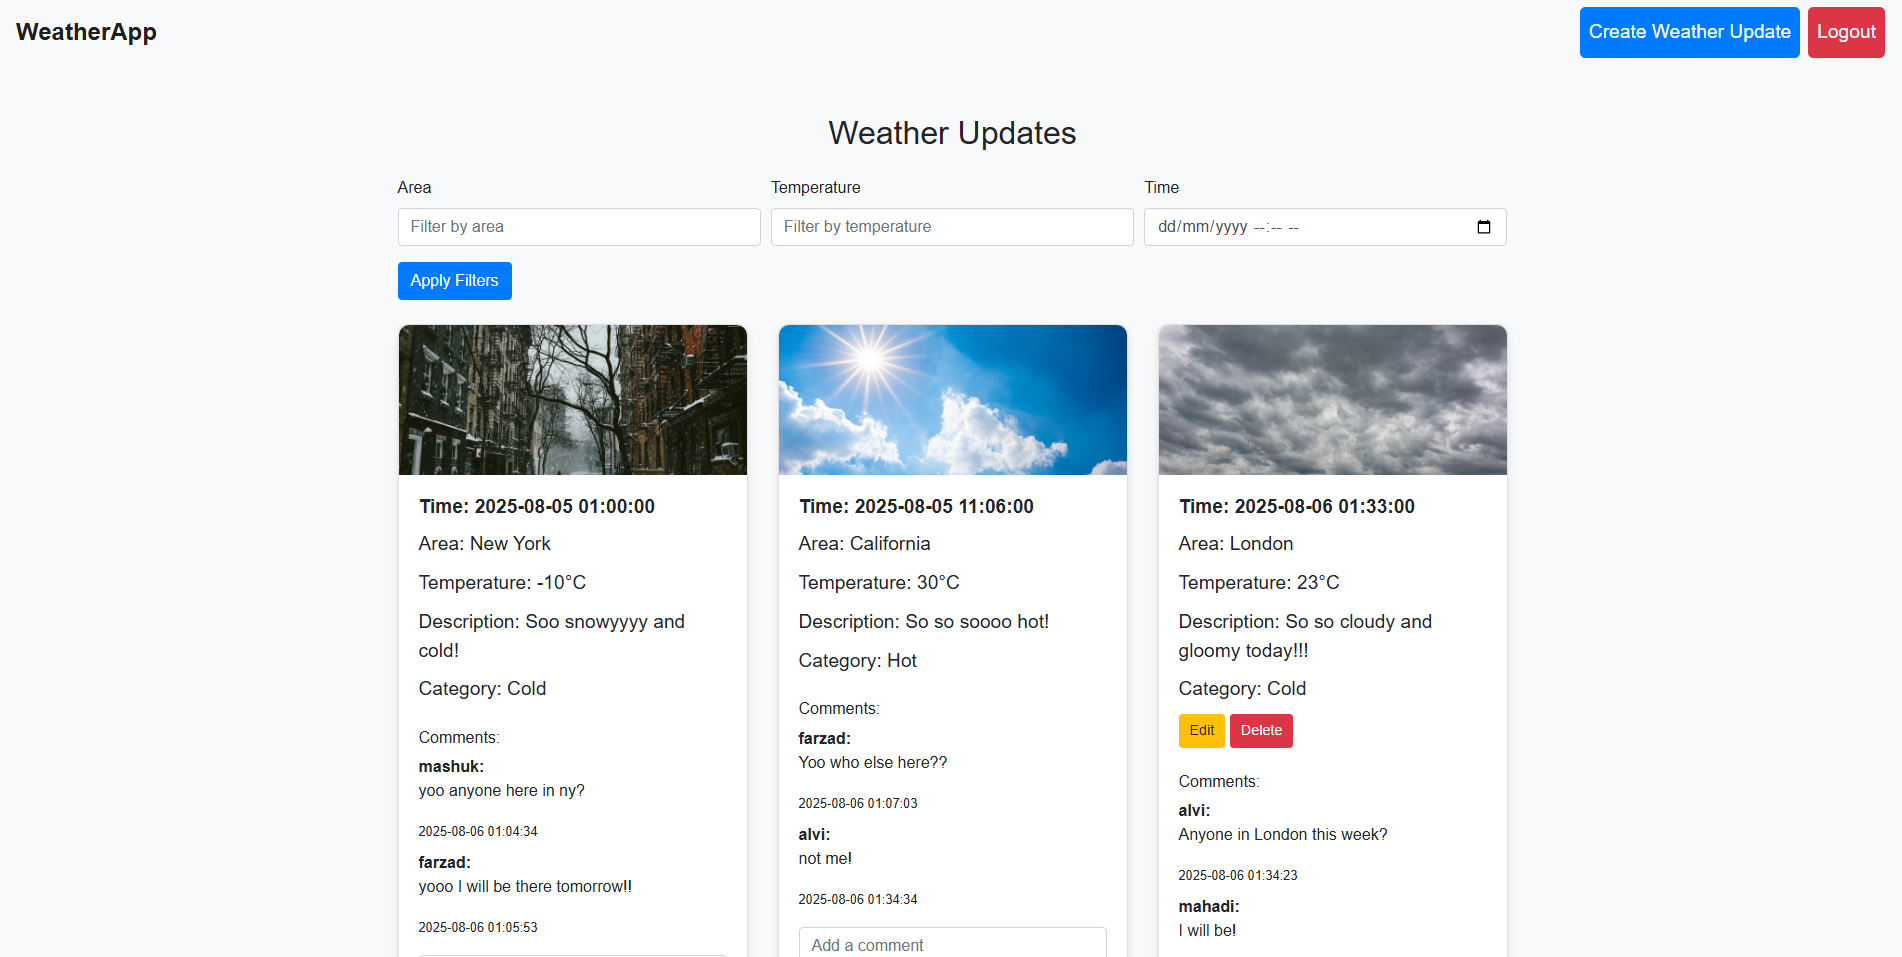 WeatherApp
Create Weather Update
Logout
Weather Updates
Area
Temperature
Time
Filter by area
Filter by temperature
dd/mm/yyyy --:-- --
Apply Filters
Time: 2025-08-05 01:00:00
Area: New York
Temperature: -10°C
Description: Soo snowyyyy and
cold!
Category: Cold
Comments:
mashuk:
yoo anyone here in ny?
2025-08-06 01:04:34
farzad:
yooo I will be there tomorrow!!
2025-08-06 01:05:53
Time: 2025-08-05 11:06:00
Area: California
Temperature: 30°C
Description: So so soooo hot!
Category: Hot
Comments:
farzad:
Yoo who else here??
2025-08-06 01:07:03
alvi:
not me!
2025-08-06 01:34:34
Add a comment
Time: 2025-08-06 01:33:00
Area: London
Temperature: 23°C
Description: So so cloudy and
gloomy today!!!
Category: Cold
Edit
Delete
Comments:
alvi:
Anyone in London this week?
2025-08-06 01:34:23
mahadi:
I will be!